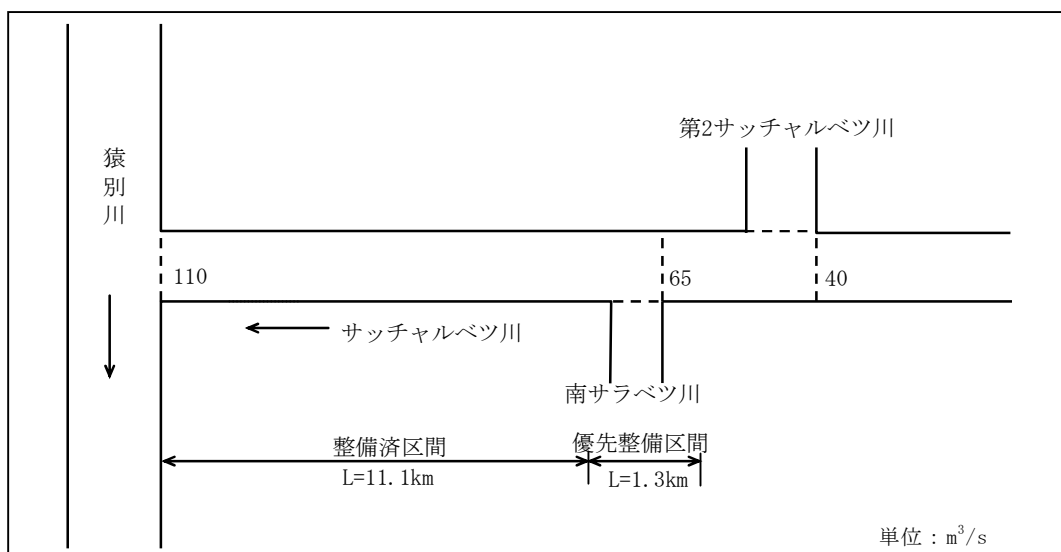 第2サッチャルベツ川
猿別川
110
65
40
サッチャルベツ川
南サラベツ川
整備済区間
優先整備区間
L=11.1km
L=1.3km
単位：m³/s